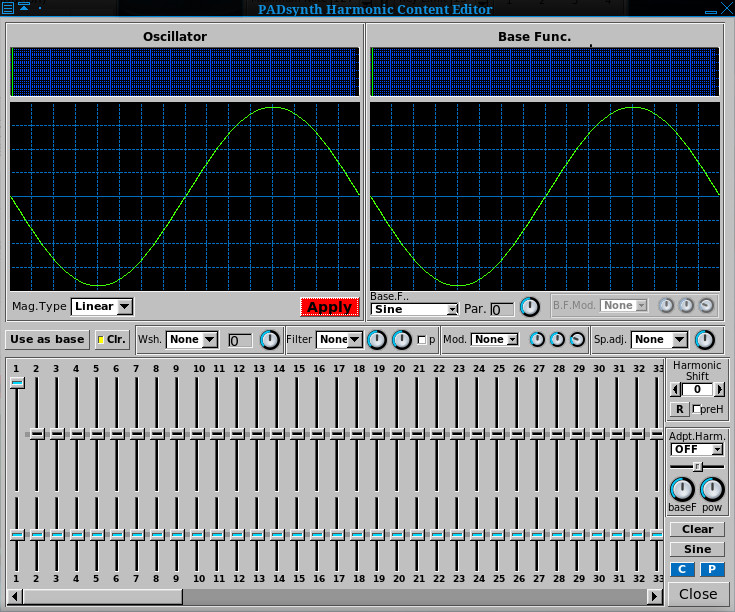 PADsynth Harmonic Content Editor
Oscillator
Base Func.
Mag.Type Linear Apply
Base.F..
Sine Par. 0 B.F.Mod. None
Use as base Clr. Wsh. None 0 Filter None p Mod. None Sp.adj. None
1 2 3 4 5 6 7 8 9 10 11 12 13 14 15 16 17 18 19 20 21 22 23 24 25 26 27 28 29 30 31 32 33
1 2 3 4 5 6 7 8 9 10 11 12 13 14 15 16 17 18 19 20 21 22 23 24 25 26 27 28 29 30 31 32 33
Harmonic
Shift
0
R preH
Adpt.Harm.
OFF
r
baseF pow
Clear
Sine
C P
Close